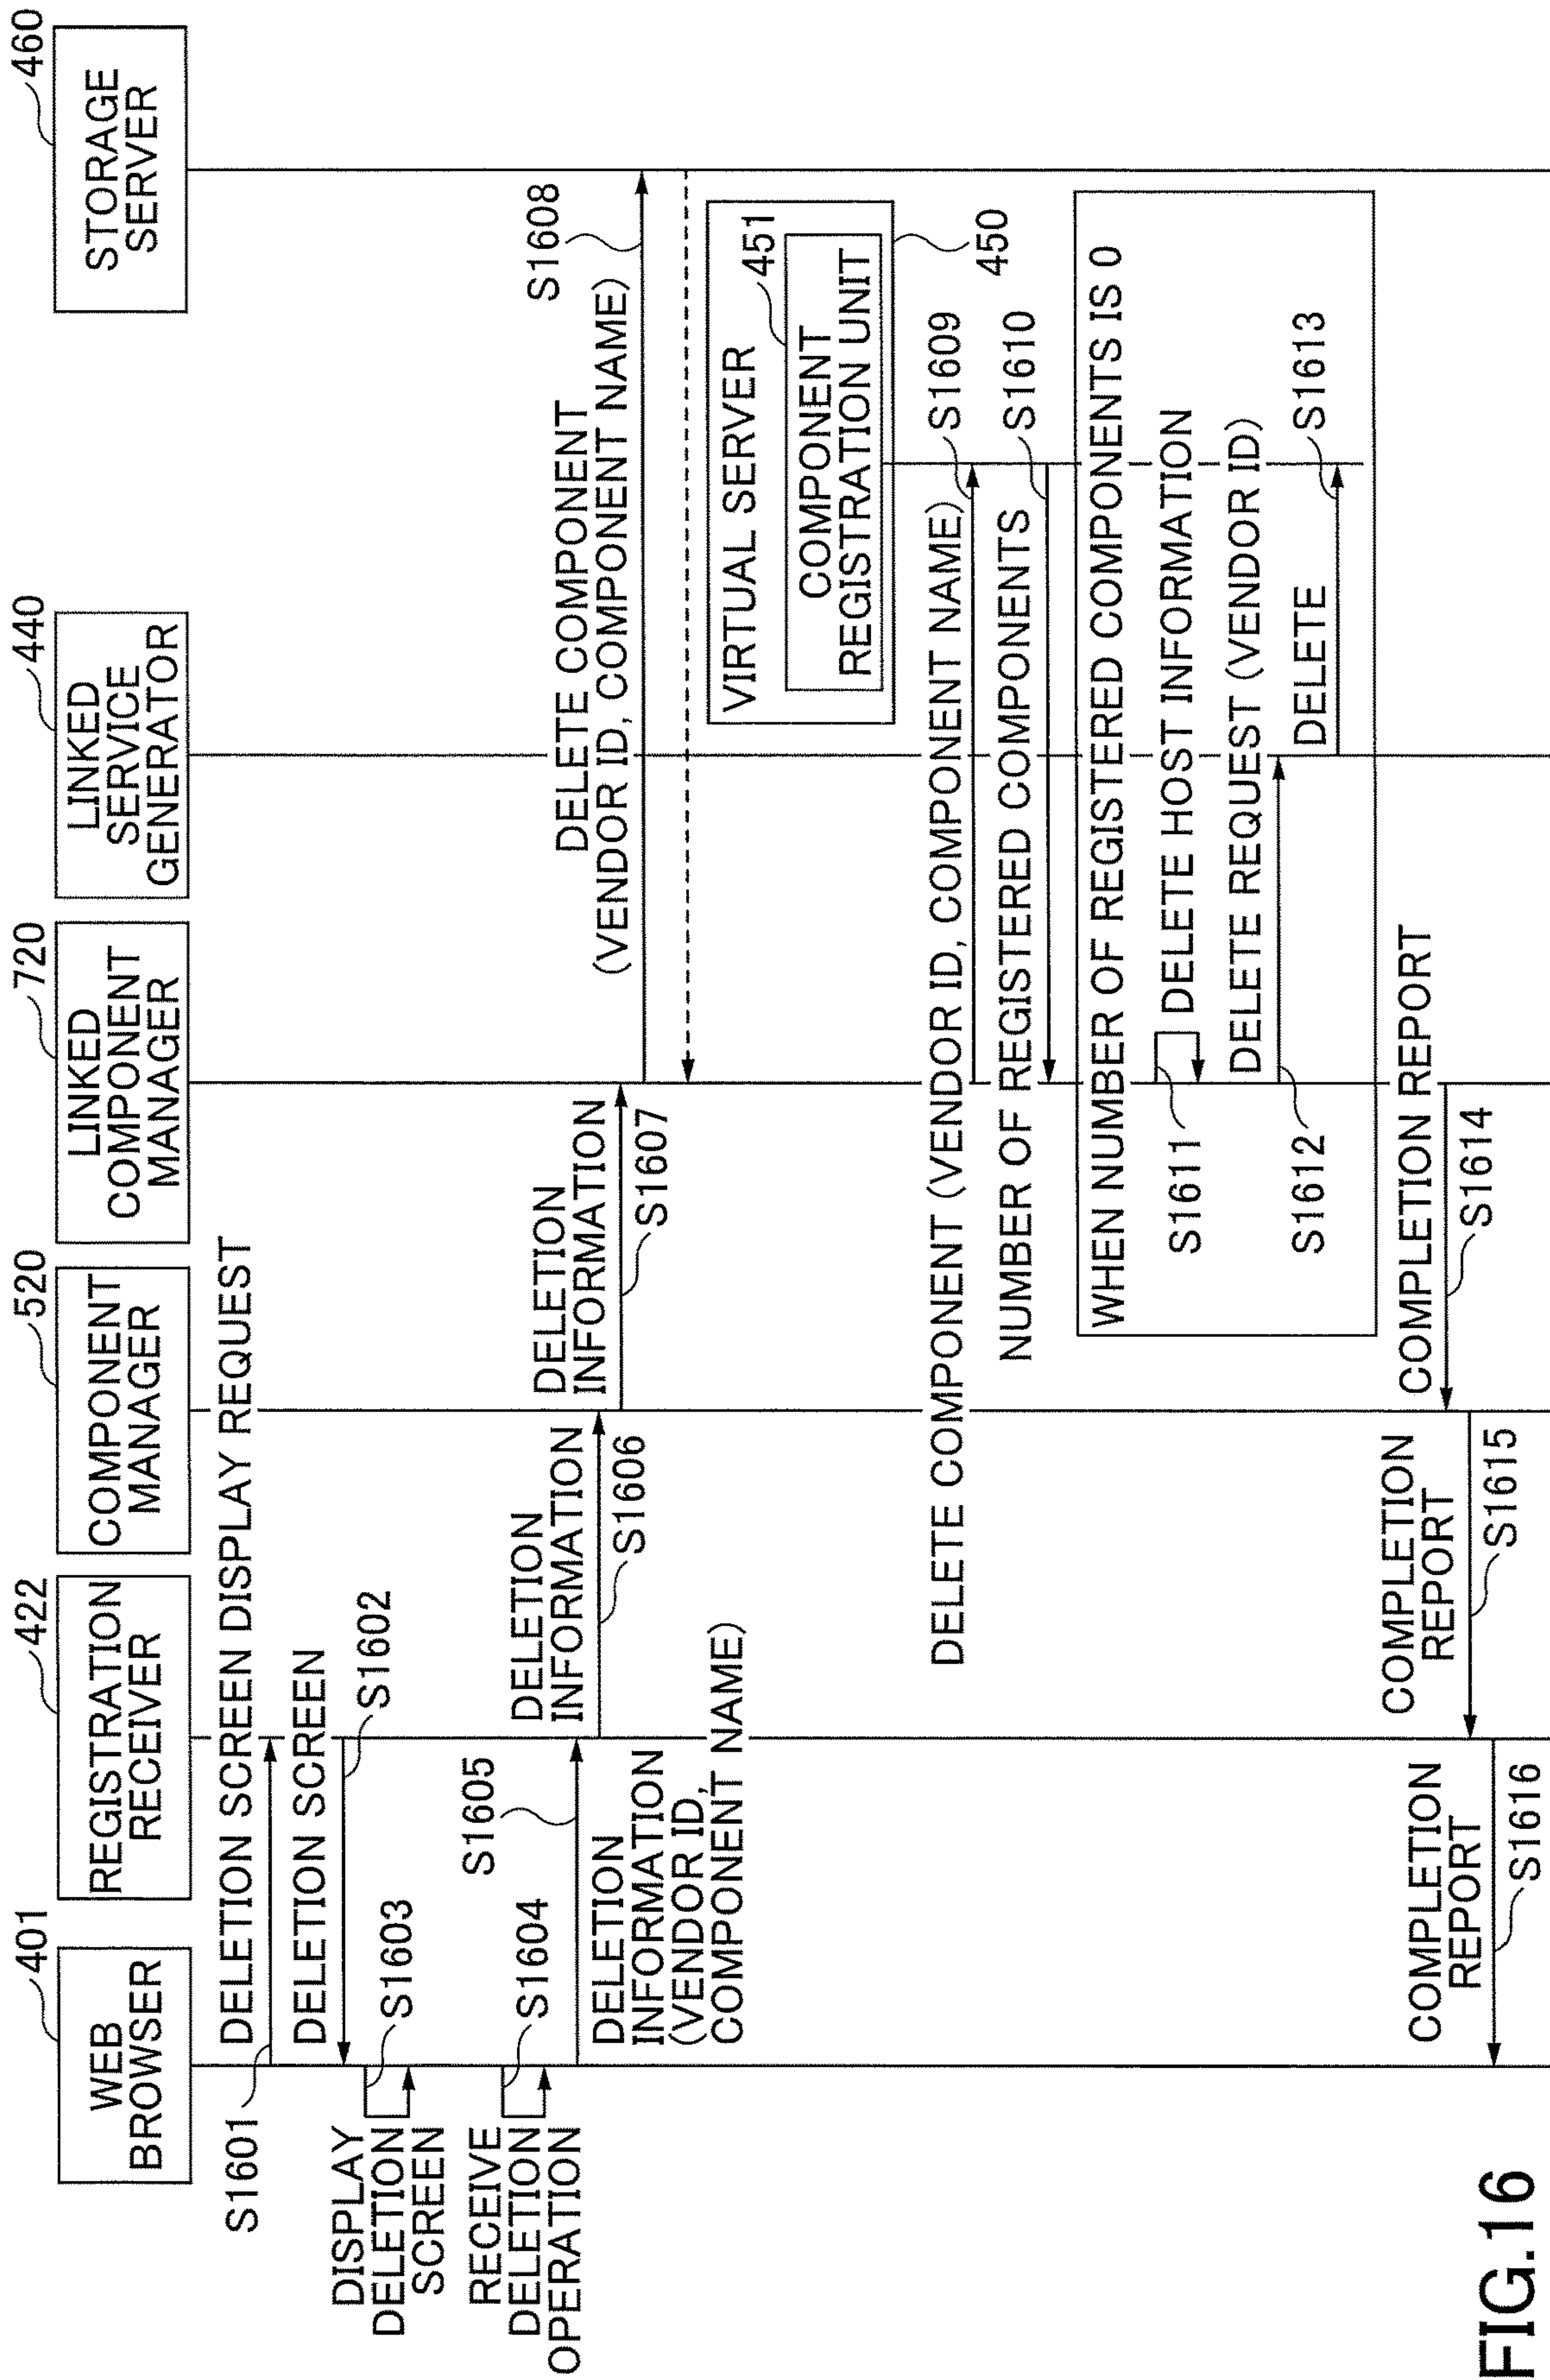 401
WEB
BROWSER
422
REGISTRATION
RECEIVER
520
COMPONENT
MANAGER
720
LINKED
COMPONENT
MANAGER
440
LINKED
SERVICE
GENERATOR
460
STORAGE
SERVER
S1601
DELETION SCREEN DISPLAY REQUEST
DELETION SCREEN
S1602
DISPLAY
DELETION
SCREEN
S1603
RECEIVE
DELETION
OPERATION
S1604
S1605
DELETION
INFORMATION
(VENDOR ID,
COMPONENT NAME)
DELETION
INFORMATION
S1606
DELETION
INFORMATION
S1607
DELETE COMPONENT
(VENDOR ID, COMPONENT NAME)
S1608
VIRTUAL SERVER
451
COMPONENT
REGISTRATION UNIT
450
DELETE COMPONENT (VENDOR ID, COMPONENT NAME)
S1609
NUMBER OF REGISTERED COMPONENTS
S1610
WHEN NUMBER OF REGISTERED COMPONENTS IS 0
S1611
DELETE HOST INFORMATION
S1612
DELETE REQUEST (VENDOR ID)
DELETE
S1613
COMPLETION REPORT
S1614
COMPLETION
REPORT
S1615
COMPLETION
REPORT
S1616
FIG.16